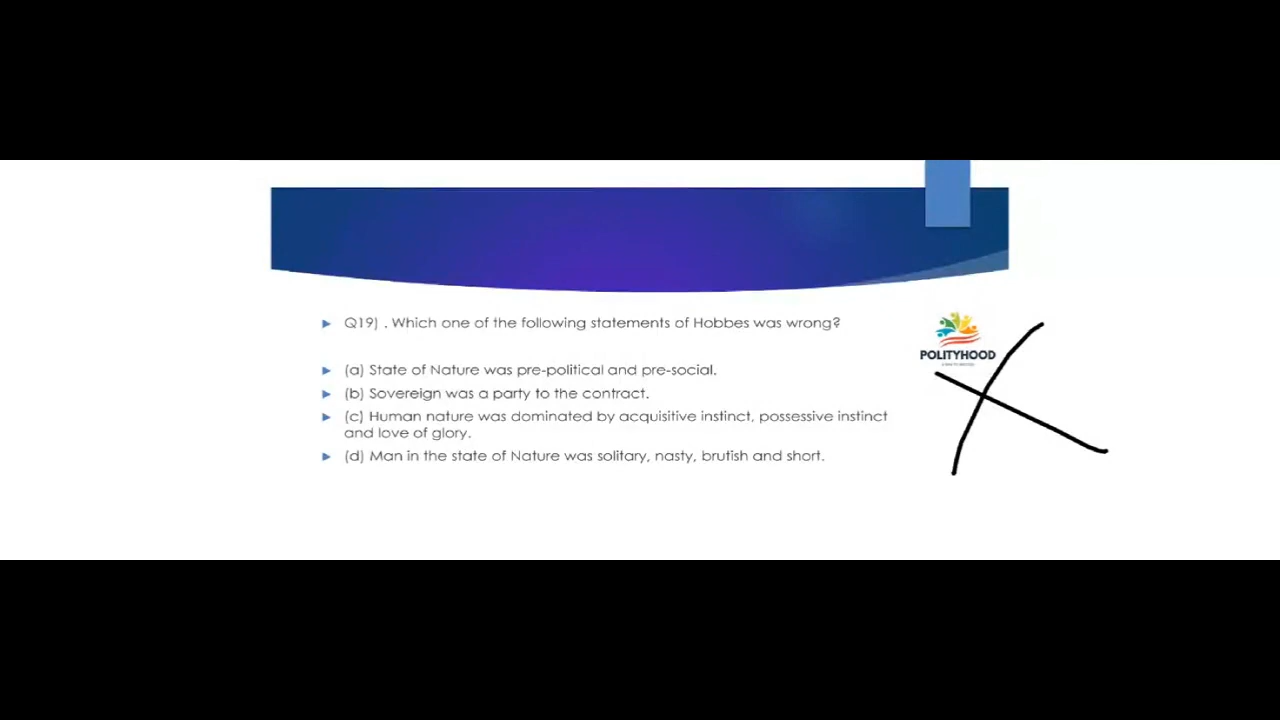 Q19) . Which one of the following statements of Hobbes was wrong?
POLITYHOOD
(a) State of Nature was pre-political and pre-social.
(b) Sovereign was a party to the contract.
(c) Human nature was dominated by acquisitive instinct, possessive instinct
and love of glory.
(d) Man in the state of Nature was solitary, nasty, brutish and short.